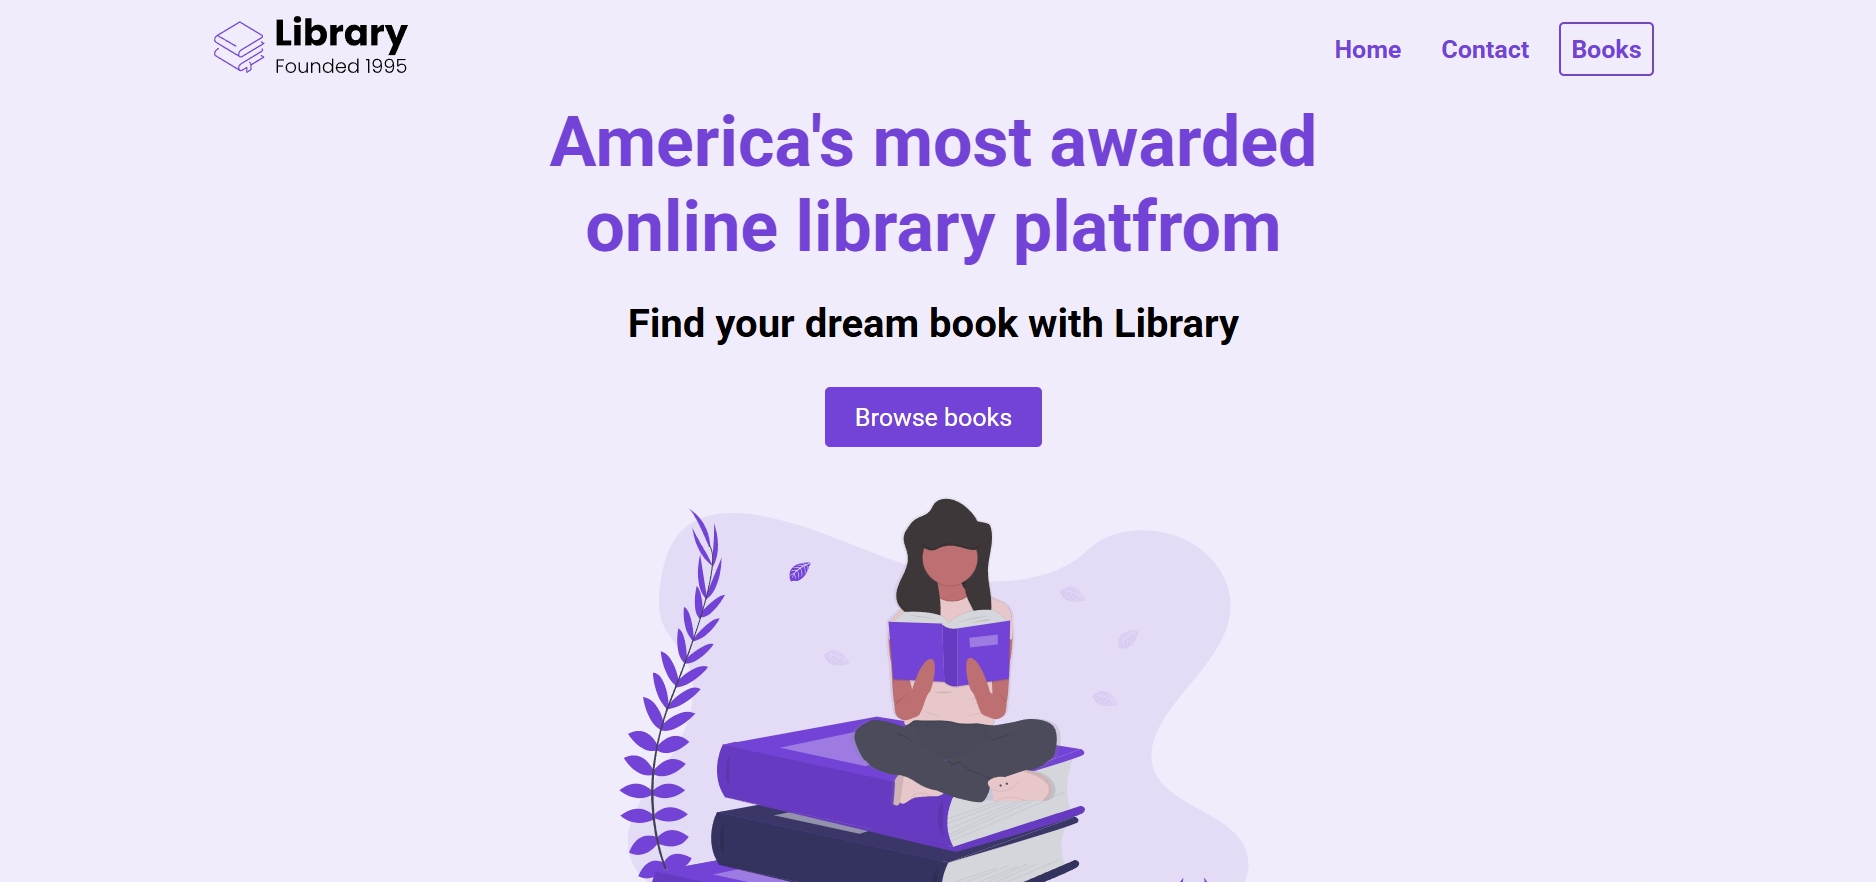 Library
Founded 1995
Home
Contact
Books
America's most awarded
online library platfrom
Find your dream book with Library
Browse books